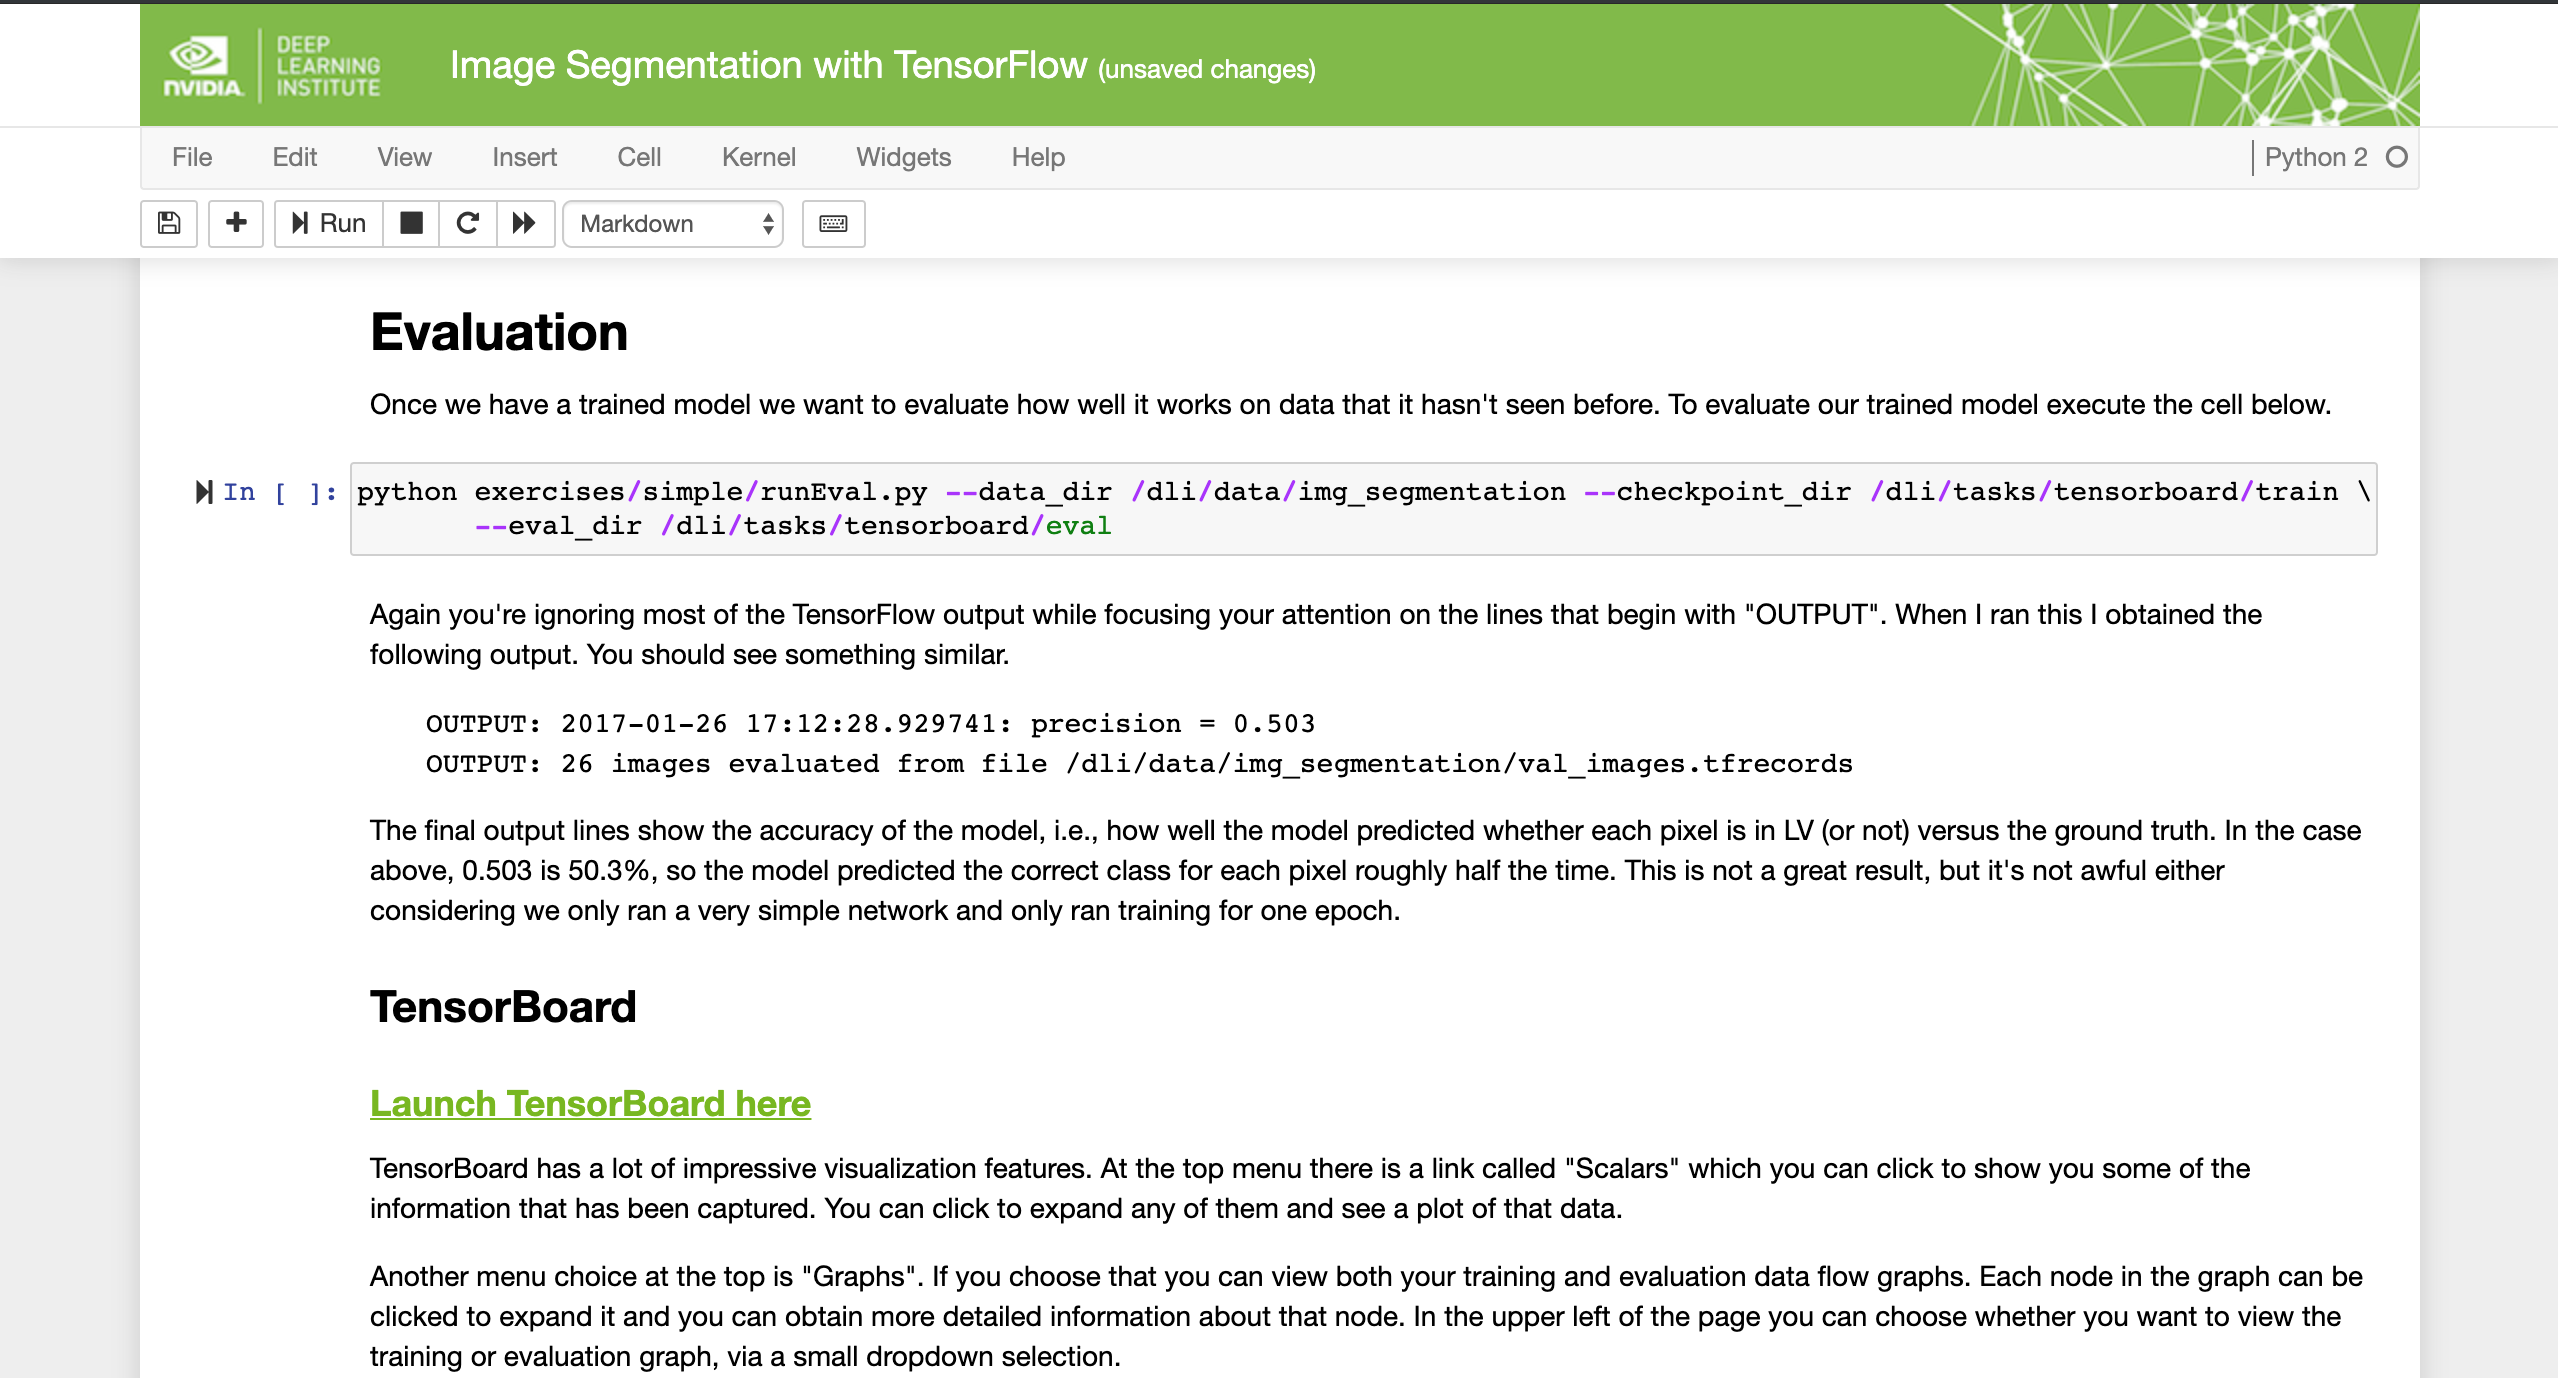 NVIDIA. DEEP LEARNING INSTITUTE
Image Segmentation with TensorFlow (unsaved changes)
File Edit View Insert Cell Kernel Widgets Help Python 2
Run Markdown
Evaluation
Once we have a trained model we want to evaluate how well it works on data that it hasn't seen before. To evaluate our trained model execute the cell below.
In [ ]: python exercises/simple/runEval.py --data_dir /dli/data/img_segmentation --checkpoint_dir /dli/tasks/tensorboard/train \
--eval_dir /dli/tasks/tensorboard/eval
Again you're ignoring most of the TensorFlow output while focusing your attention on the lines that begin with "OUTPUT". When I ran this I obtained the
following output. You should see something similar.
OUTPUT: 2017-01-26 17:12:28.929741: precision = 0.503
OUTPUT: 26 images evaluated from file /dli/data/img_segmentation/val_images.tfrecords
The final output lines show the accuracy of the model, i.e., how well the model predicted whether each pixel is in LV (or not) versus the ground truth. In the case
above, 0.503 is 50.3%, so the model predicted the correct class for each pixel roughly half the time. This is not a great result, but it's not awful either
considering we only ran a very simple network and only ran training for one epoch.
TensorBoard
Launch TensorBoard here
TensorBoard has a lot of impressive visualization features. At the top menu there is a link called "Scalars" which you can click to show you some of the
information that has been captured. You can click to expand any of them and see a plot of that data.
Another menu choice at the top is "Graphs". If you choose that you can view both your training and evaluation data flow graphs. Each node in the graph can be
clicked to expand it and you can obtain more detailed information about that node. In the upper left of the page you can choose whether you want to view the
training or evaluation graph, via a small dropdown selection.